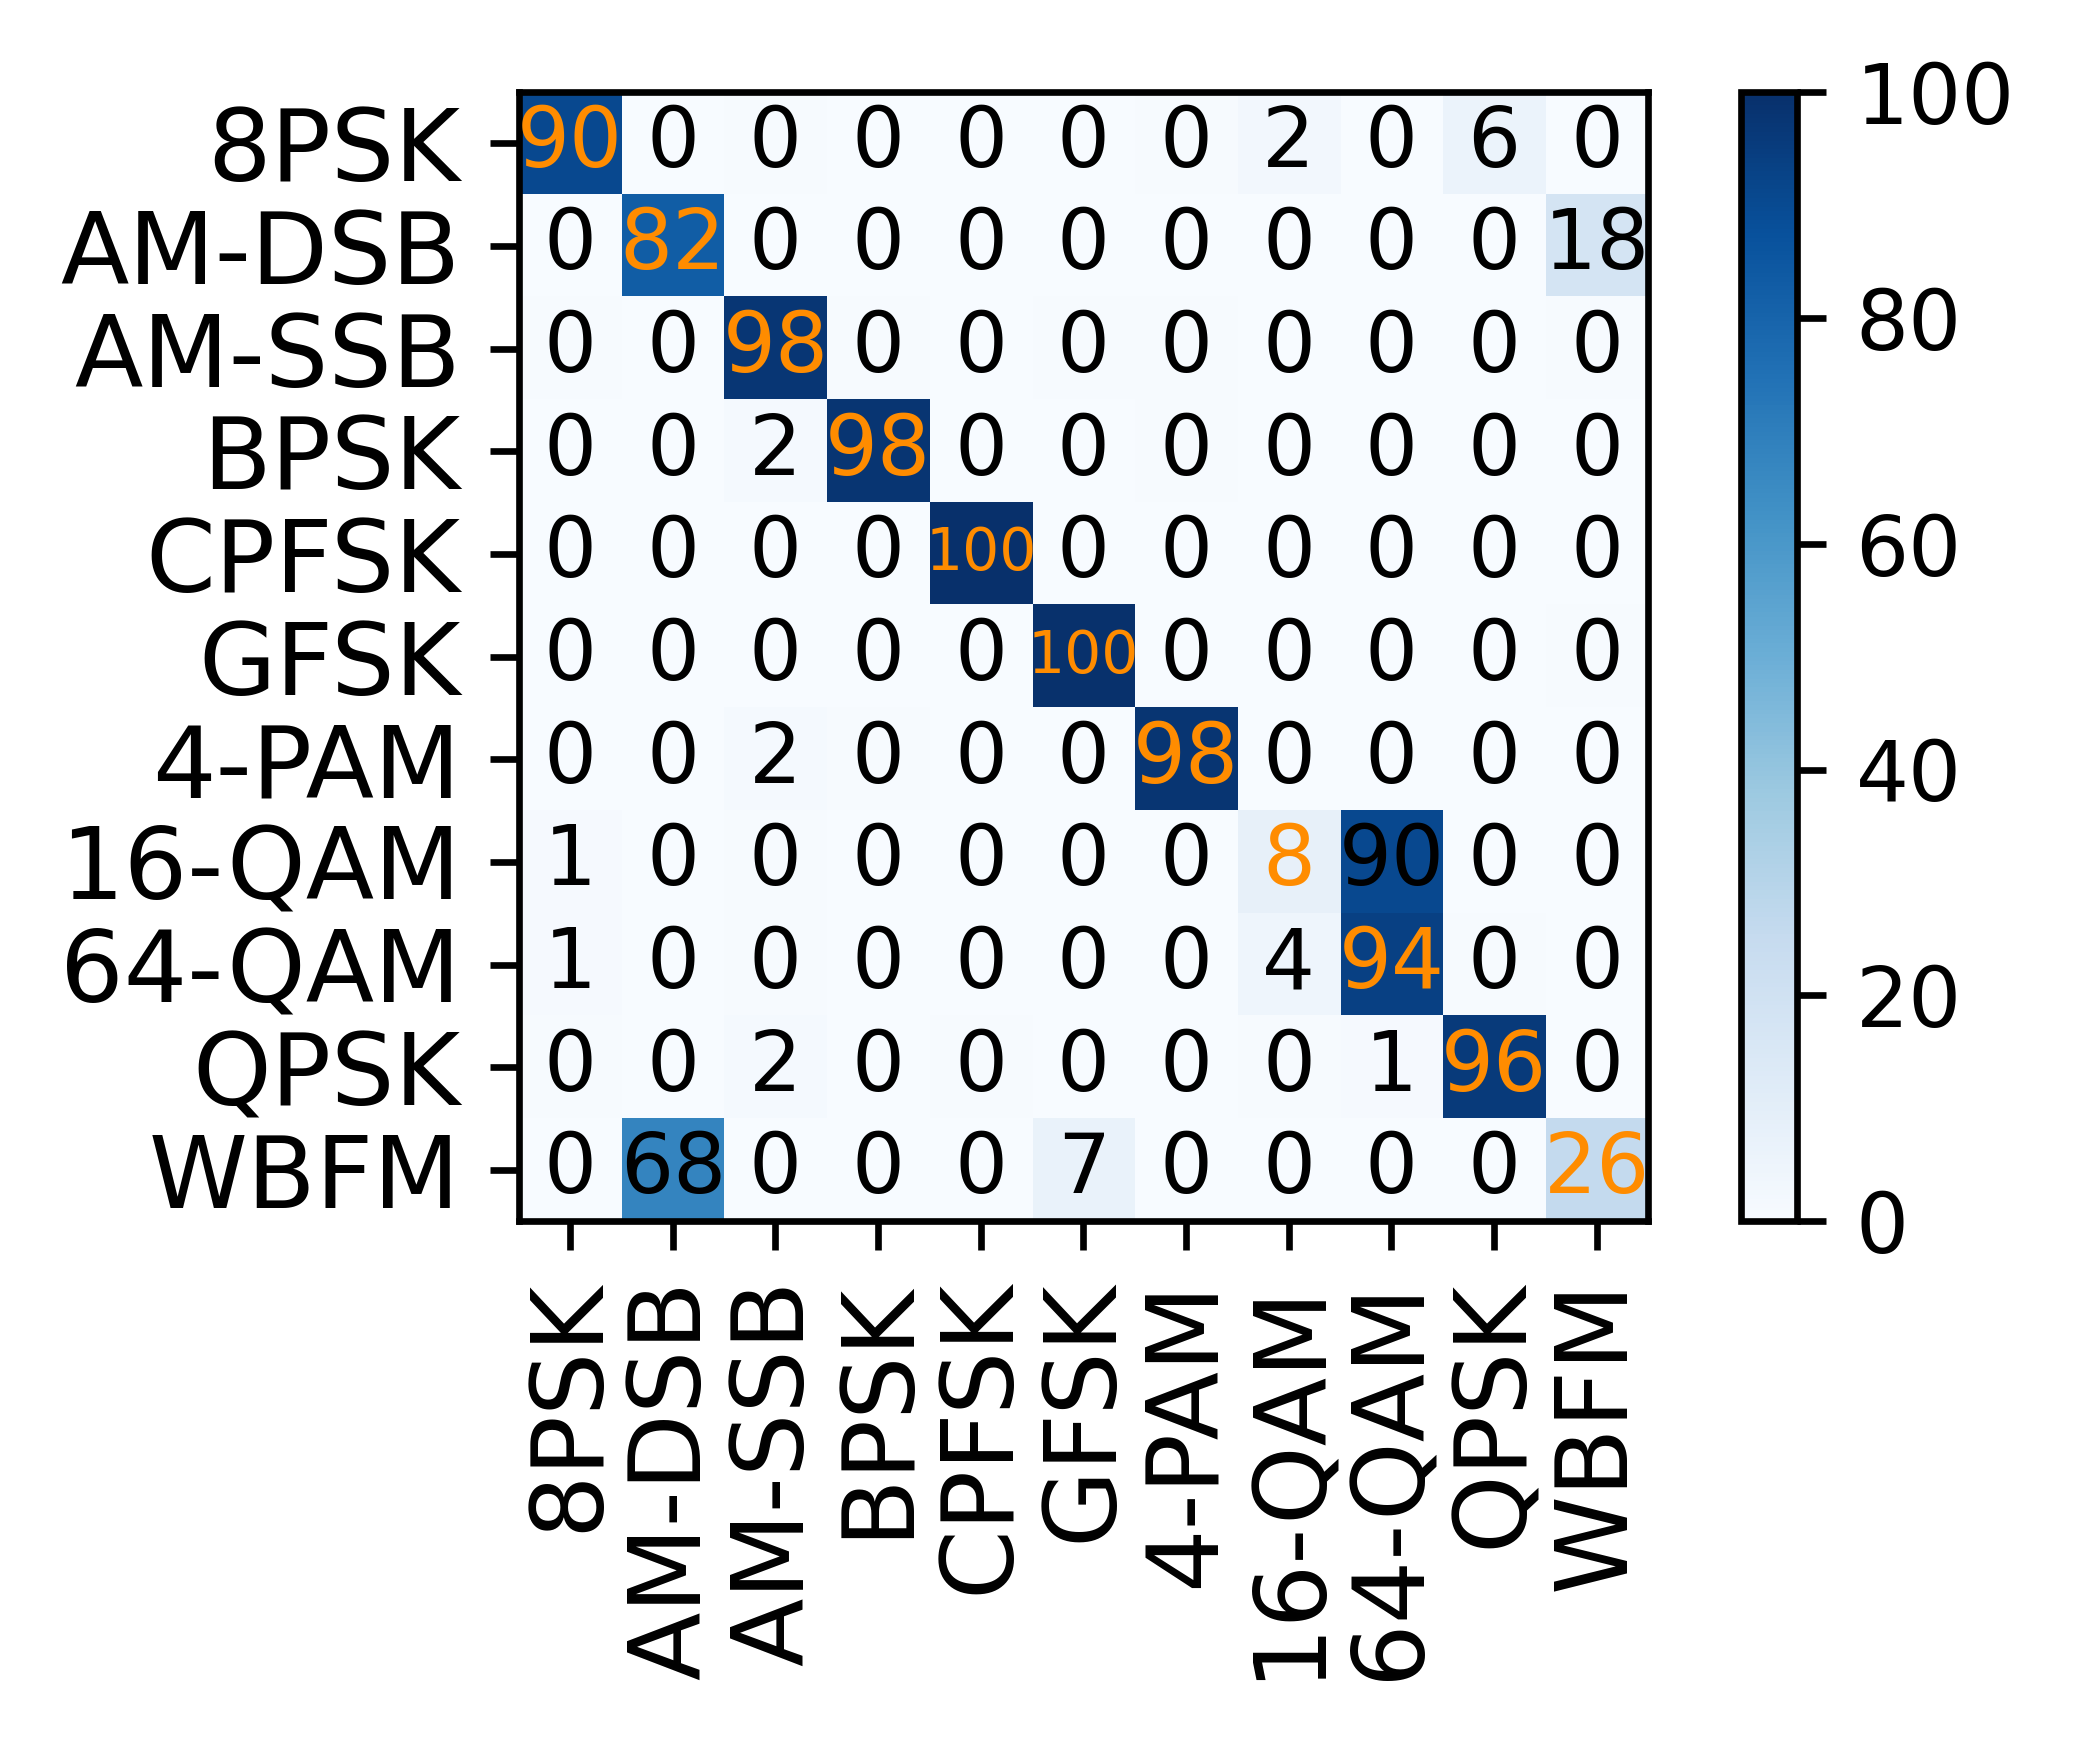 8PSK 90 0 0 0 0 0 0 2 0 6 0
AM-DSB 0 82 0 0 0 0 0 0 0 0 18
AM-SSB 0 0 98 0 0 0 0 0 0 0 0
BPSK 0 0 2 98 0 0 0 0 0 0 0
CPFSK 0 0 0 0 100 0 0 0 0 0 0
GFSK 0 0 0 0 0 100 0 0 0 0 0
4-PAM 0 0 2 0 0 0 98 0 0 0 0
16-QAM 1 0 0 0 0 0 0 8 90 0 0
64-QAM 1 0 0 0 0 0 0 4 94 0 0
QPSK 0 0 2 0 0 0 0 0 1 96 0
WBFM 0 68 0 0 0 7 0 0 0 0 26
8PSK
AM-DSB
AM-SSB
BPSK
CPFSK
GFSK
4-PAM
16-QAM
64-QAM
QPSK
WBFM
100
80
60
40
20
0